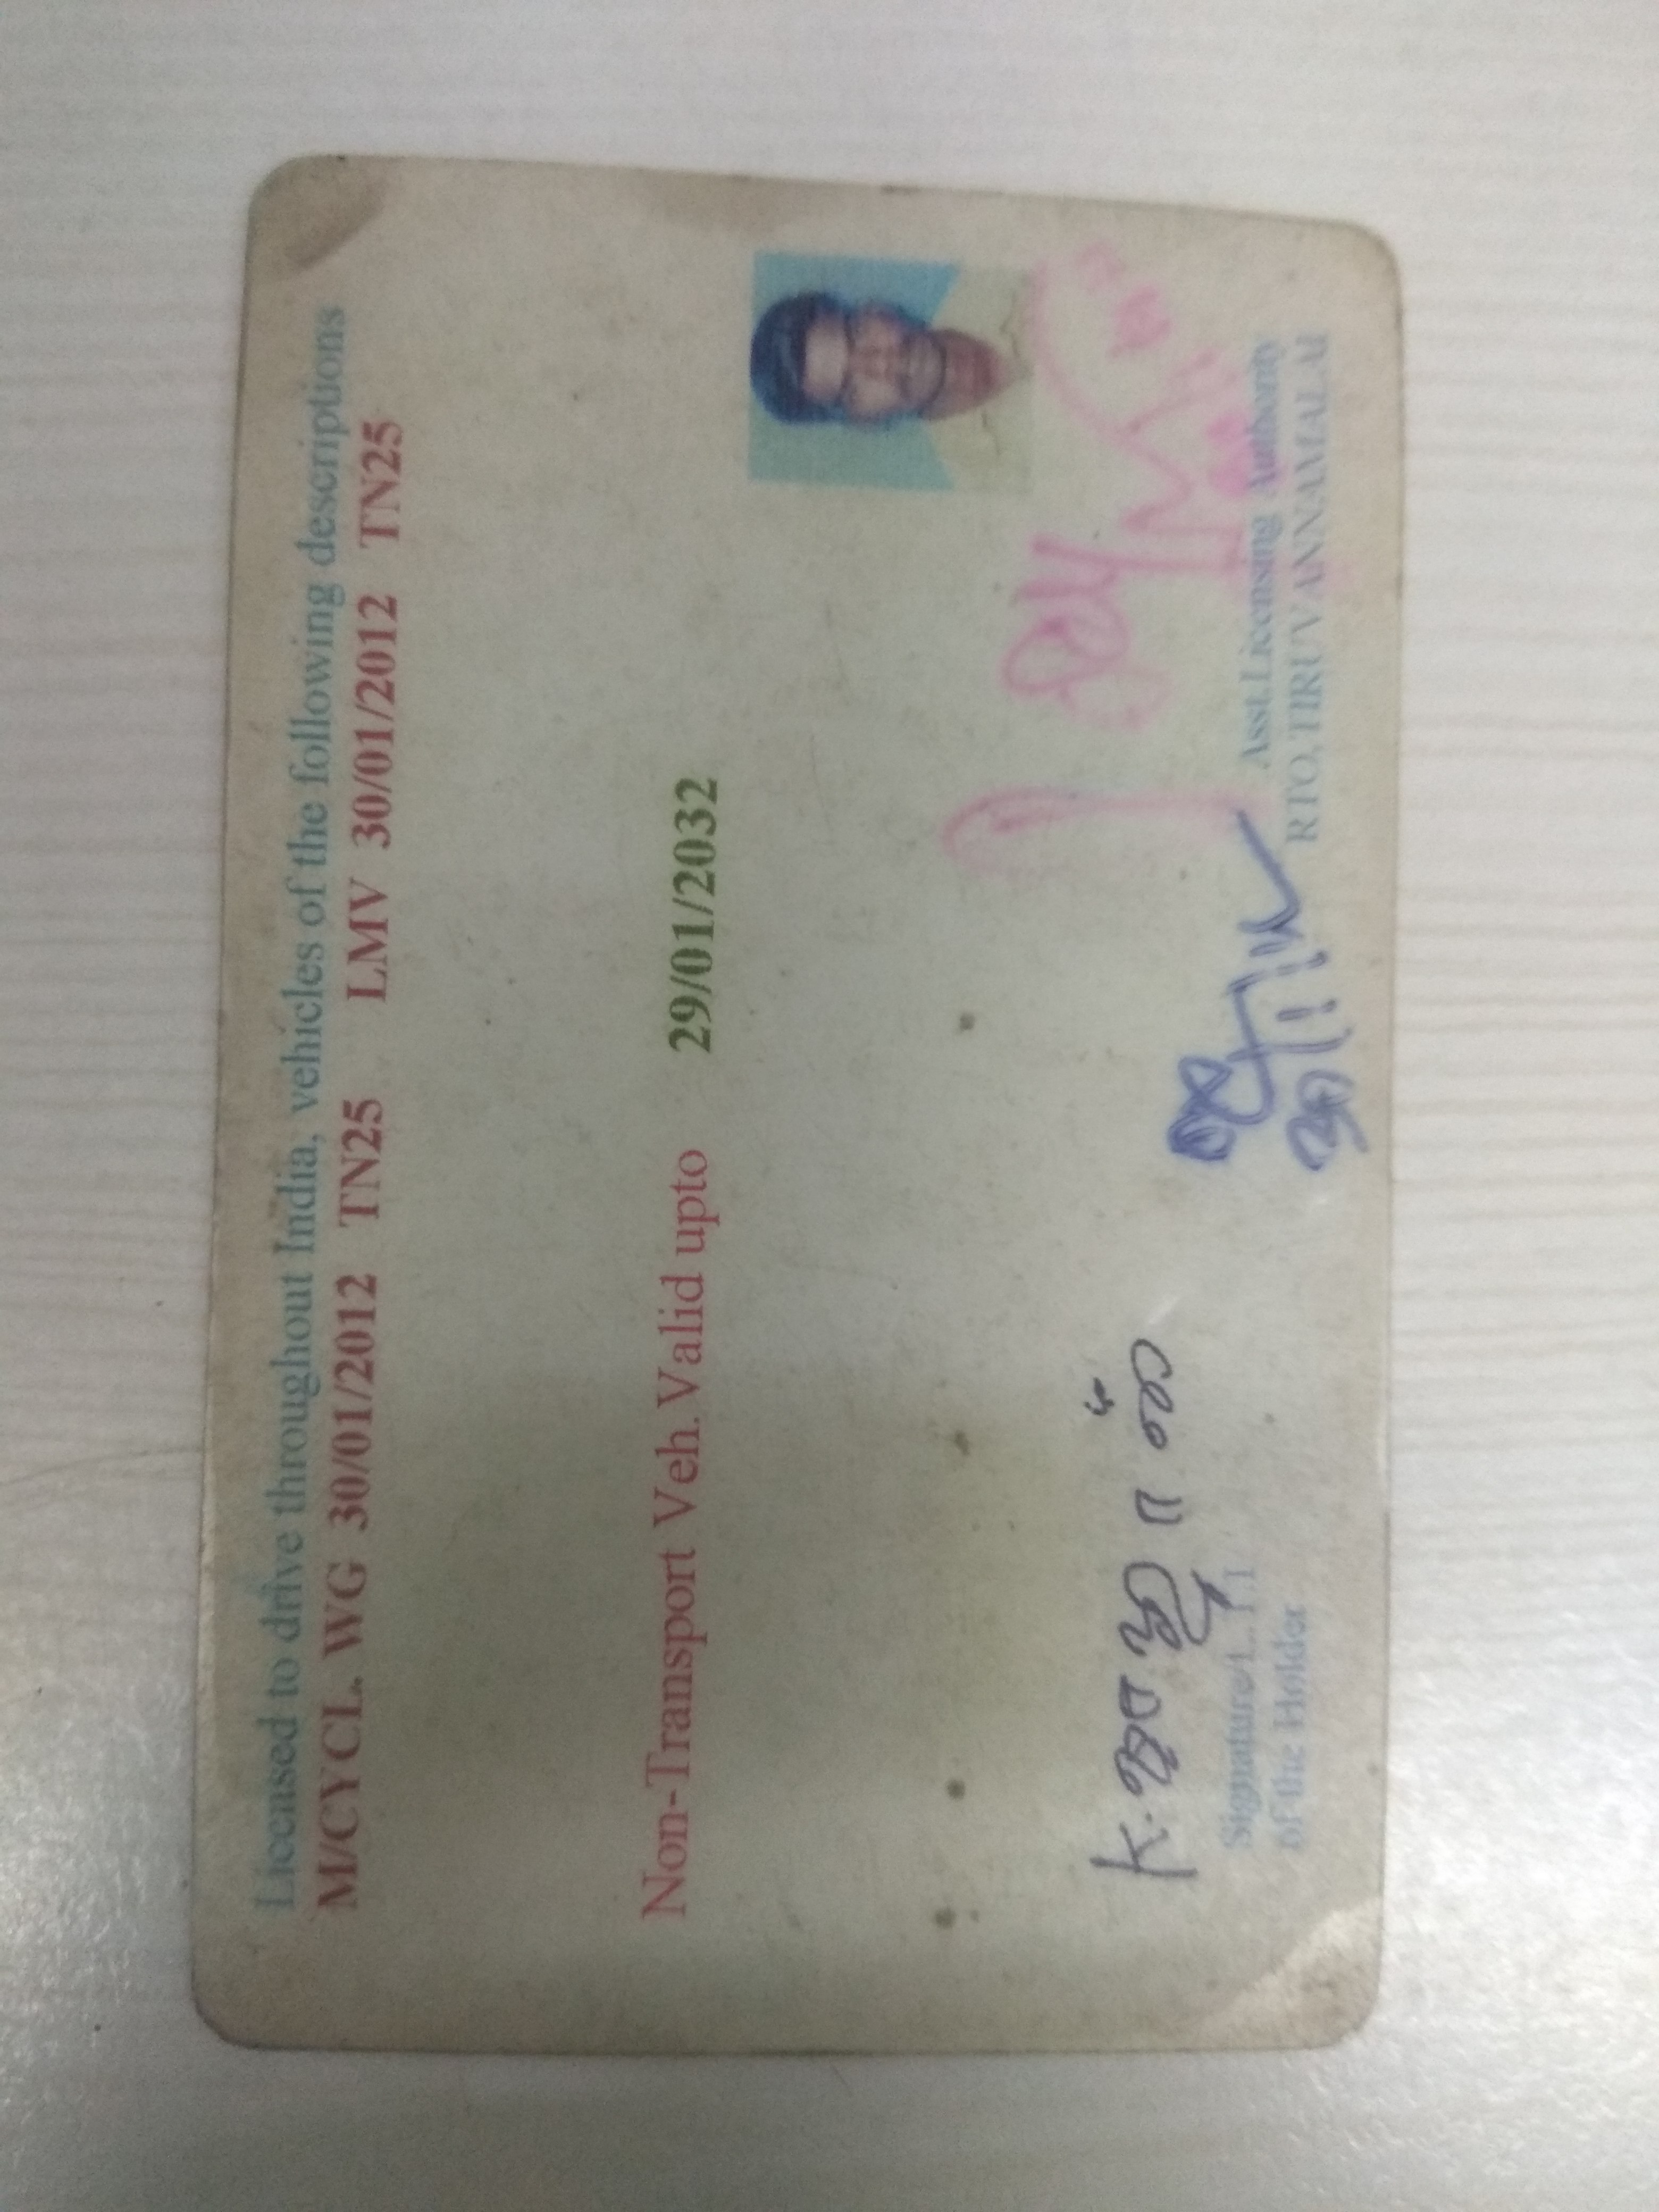 Licensed to drive throughout India, vehicles of the following descriptions
M/CYCL. WG 30/01/2012 TN25 LMV 30/01/2012 TN25
Non-Transport Veh. Valid upto 29/01/2032
K.
Signature/L.T.I
of the Holder
Asst.Licensing Authority
RTO,TIRUVANNAMALAI